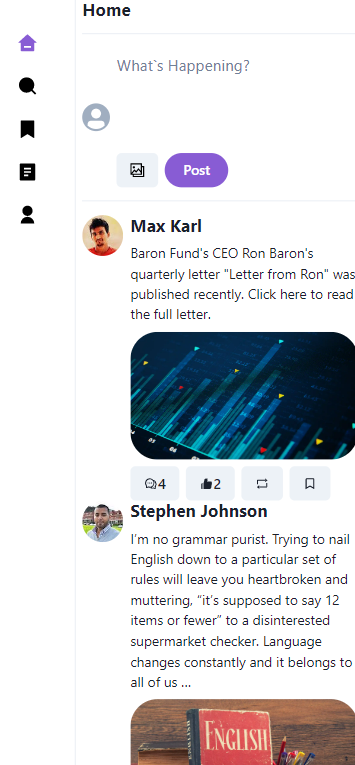 Home
What`s Happening?
Post
Max Karl
Baron Fund's CEO Ron Baron's
quarterly letter "Letter from Ron" was
published recently. Click here to read
the full letter.
4
2
Stephen Johnson
I’m no grammar purist. Trying to nail
English down to a particular set of
rules will leave you heartbroken and
muttering, “it’s supposed to say 12
items or fewer” to a disinterested
supermarket checker. Language
changes constantly and it belongs to
all of us ...
ENGLISH